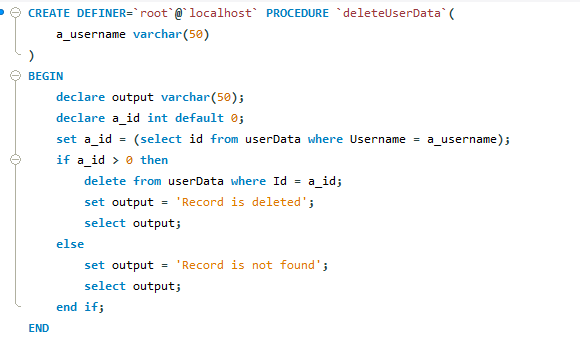 CREATE DEFINER=`root`@`localhost` PROCEDURE `deleteUserData`(
    a_username varchar(50)
)
BEGIN
    declare output varchar(50);
    declare a_id int default 0;
    set a_id = (select id from userData where Username = a_username);
    if a_id > 0 then
        delete from userData where Id = a_id;
        set output = 'Record is deleted';
        select output;
    else
        set output = 'Record is not found';
        select output;
    end if;
END